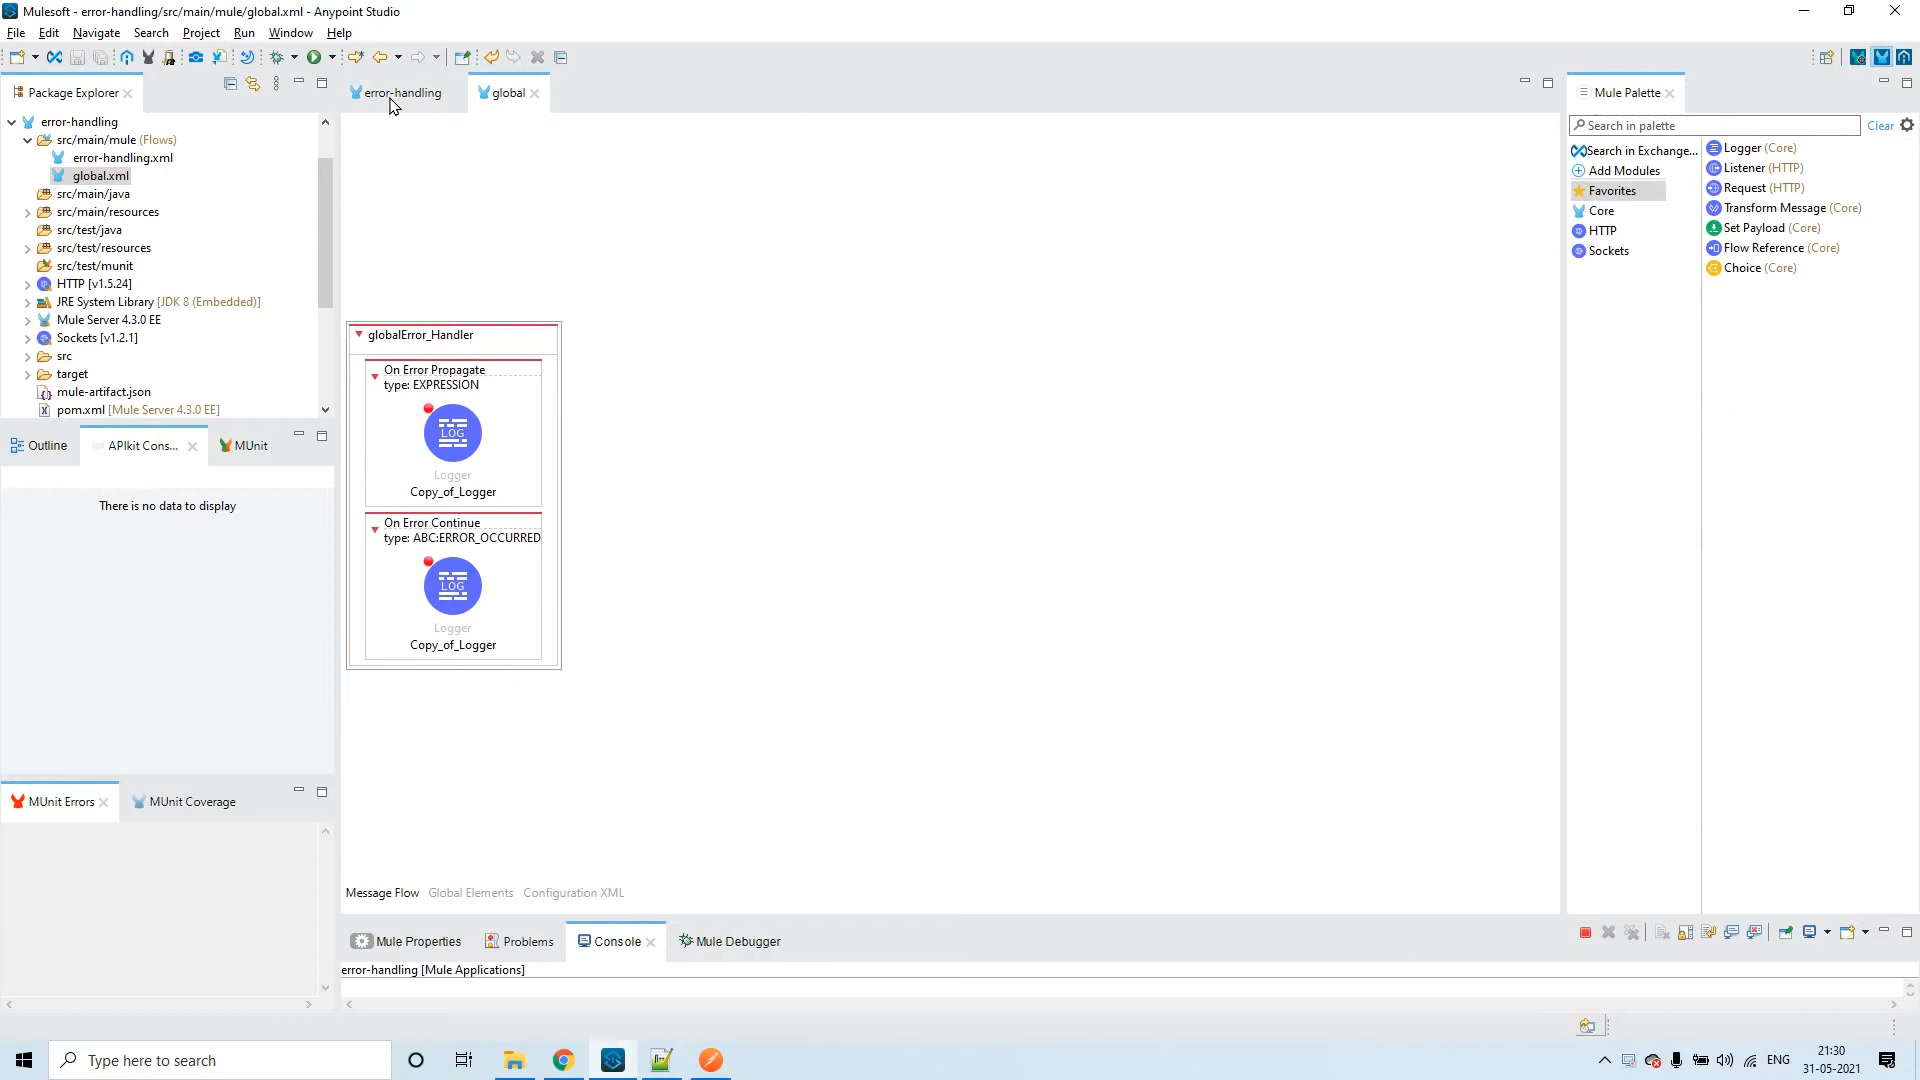 Mulesoft - error-handling/src/main/mule/global.xml - Anypoint Studio
File Edit Navigate Search Project Run Window Help
Package Explorer
error-handling
src/main/mule (Flows)
error-handling.xml
global.xml
src/main/java
src/main/resources
src/test/java
src/test/resources
src/test/munit
HTTP [v1.5.24]
JRE System Library [JDK 8 (Embedded)]
Mule Server 4.3.0 EE
Sockets [v1.2.1]
src
target
mule-artifact.json
pom.xml [Mule Server 4.3.0 EE]
Outline APIkit Cons... MUnit
There is no data to display
MUnit Errors MUnit Coverage
error-handling global
globalError_Handler
On Error Propagate
type: EXPRESSION
LOG
Logger
Copy_of_Logger
On Error Continue
type: ABC:ERROR_OCCURRED
LOG
Logger
Copy_of_Logger
Message Flow Global Elements Configuration XML
Mule Properties Problems Console Mule Debugger
error-handling [Mule Applications]
Mule Palette
Search in palette Clear
Search in Exchange...
Add Modules
Favorites
Core
HTTP
Sockets
Logger (Core)
Listener (HTTP)
Request (HTTP)
Transform Message (Core)
Set Payload (Core)
Flow Reference (Core)
Choice (Core)
Type here to search
ENG
21:30
31-05-2021